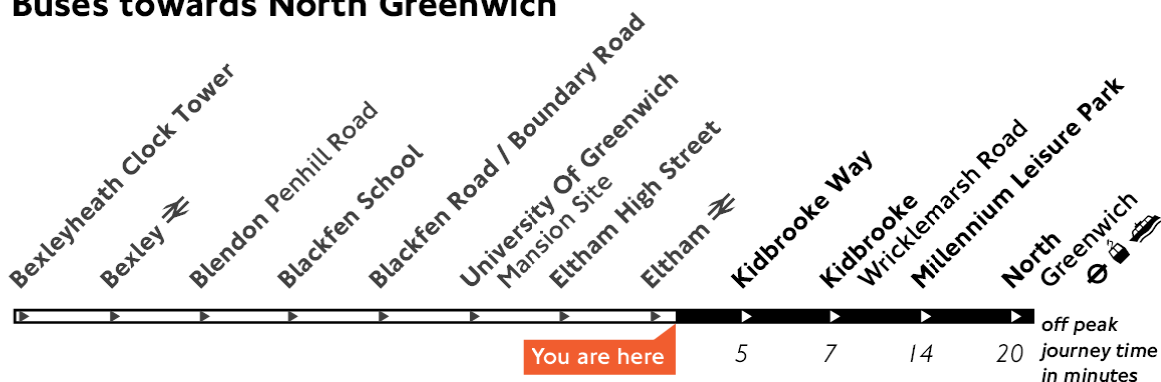 Buses towards North Greenwich
Bexleyheath Clock Tower
Bexley
Blendon Penhill Road
Blackfen School
Blackfen Road / Boundary Road
University Of Greenwich
Mansion Site
Eltham High Street
Eltham
Kidbrooke Way
Kidbrooke
Wricklemarsh Road
Millennium Leisure Park
North
Greenwich
You are here
5
7
14
20
off peak
journey time
in minutes